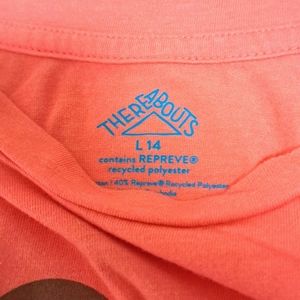 THEREABOUTS
L 14
contains REPREVE®
recycled polyester
40% Repreve® Recycled Polyester